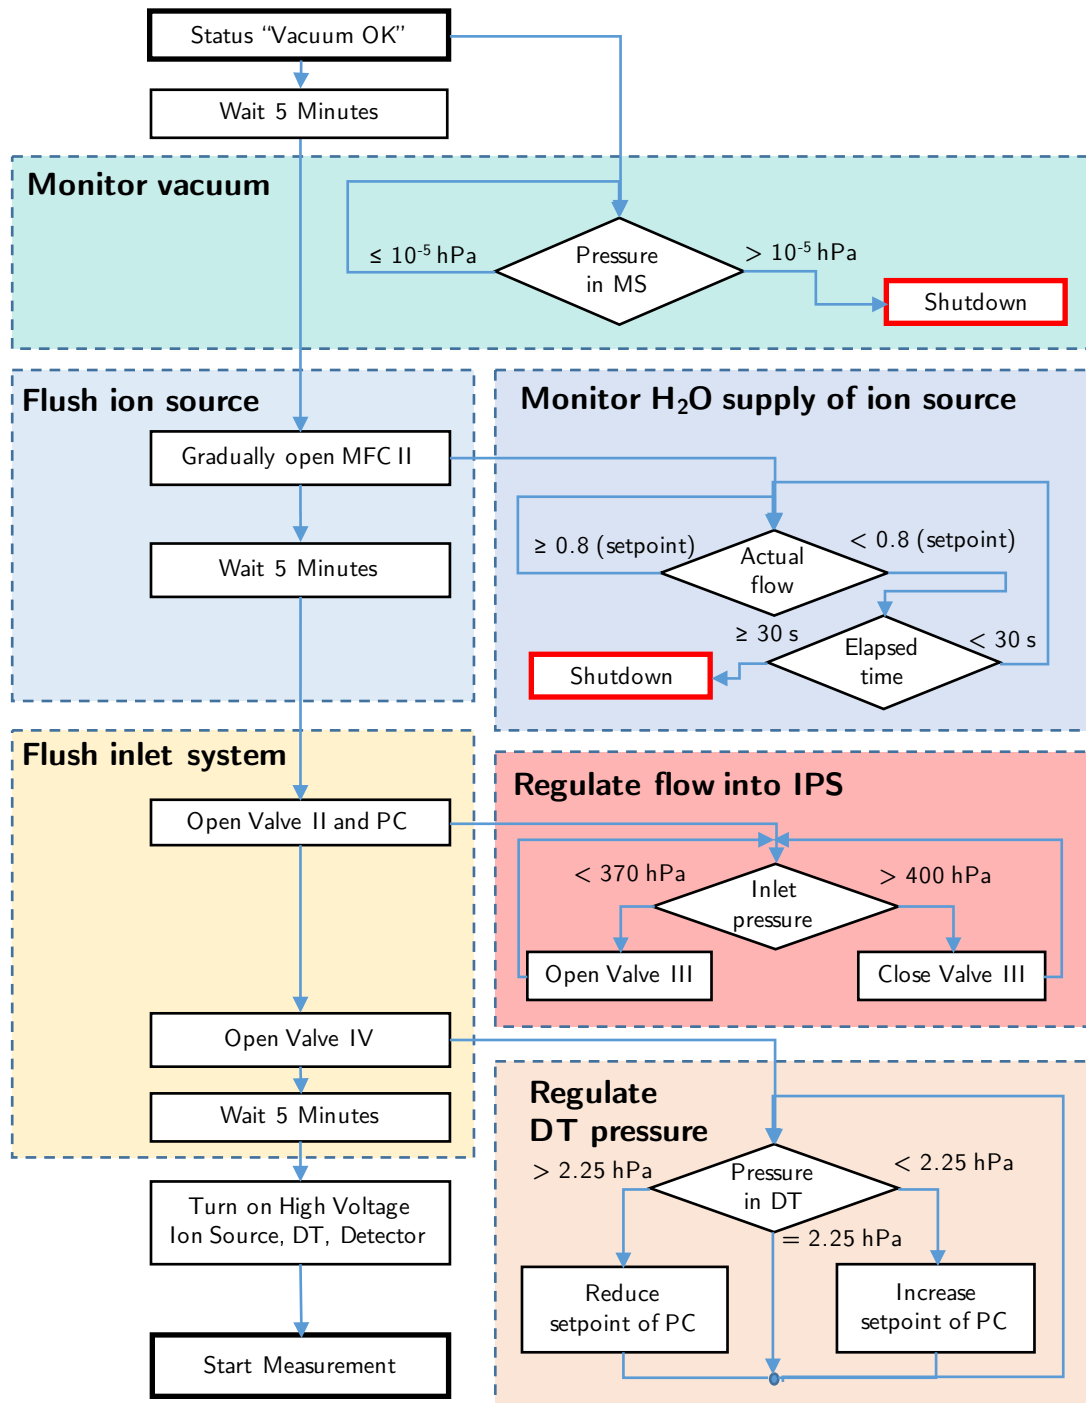 Status “Vacuum OK”
Wait 5 Minutes
Monitor vacuum
≤ 10⁻⁵ hPa
Pressure
in MS
> 10⁻⁵ hPa
Shutdown
Flush ion source
Gradually open MFC II
Wait 5 Minutes
Monitor H₂O supply of ion source
≥ 0.8 (setpoint)
Actual
flow
< 0.8 (setpoint)
≥ 30 s
Elapsed
time
< 30 s
Shutdown
Flush inlet system
Open Valve II and PC
Regulate flow into IPS
< 370 hPa
Inlet
pressure
> 400 hPa
Open Valve III
Close Valve III
Open Valve IV
Wait 5 Minutes
Regulate
DT pressure
> 2.25 hPa
Pressure
in DT
< 2.25 hPa
= 2.25 hPa
Reduce
setpoint of PC
Increase
setpoint of PC
Turn on High Voltage
Ion Source, DT, Detector
Start Measurement